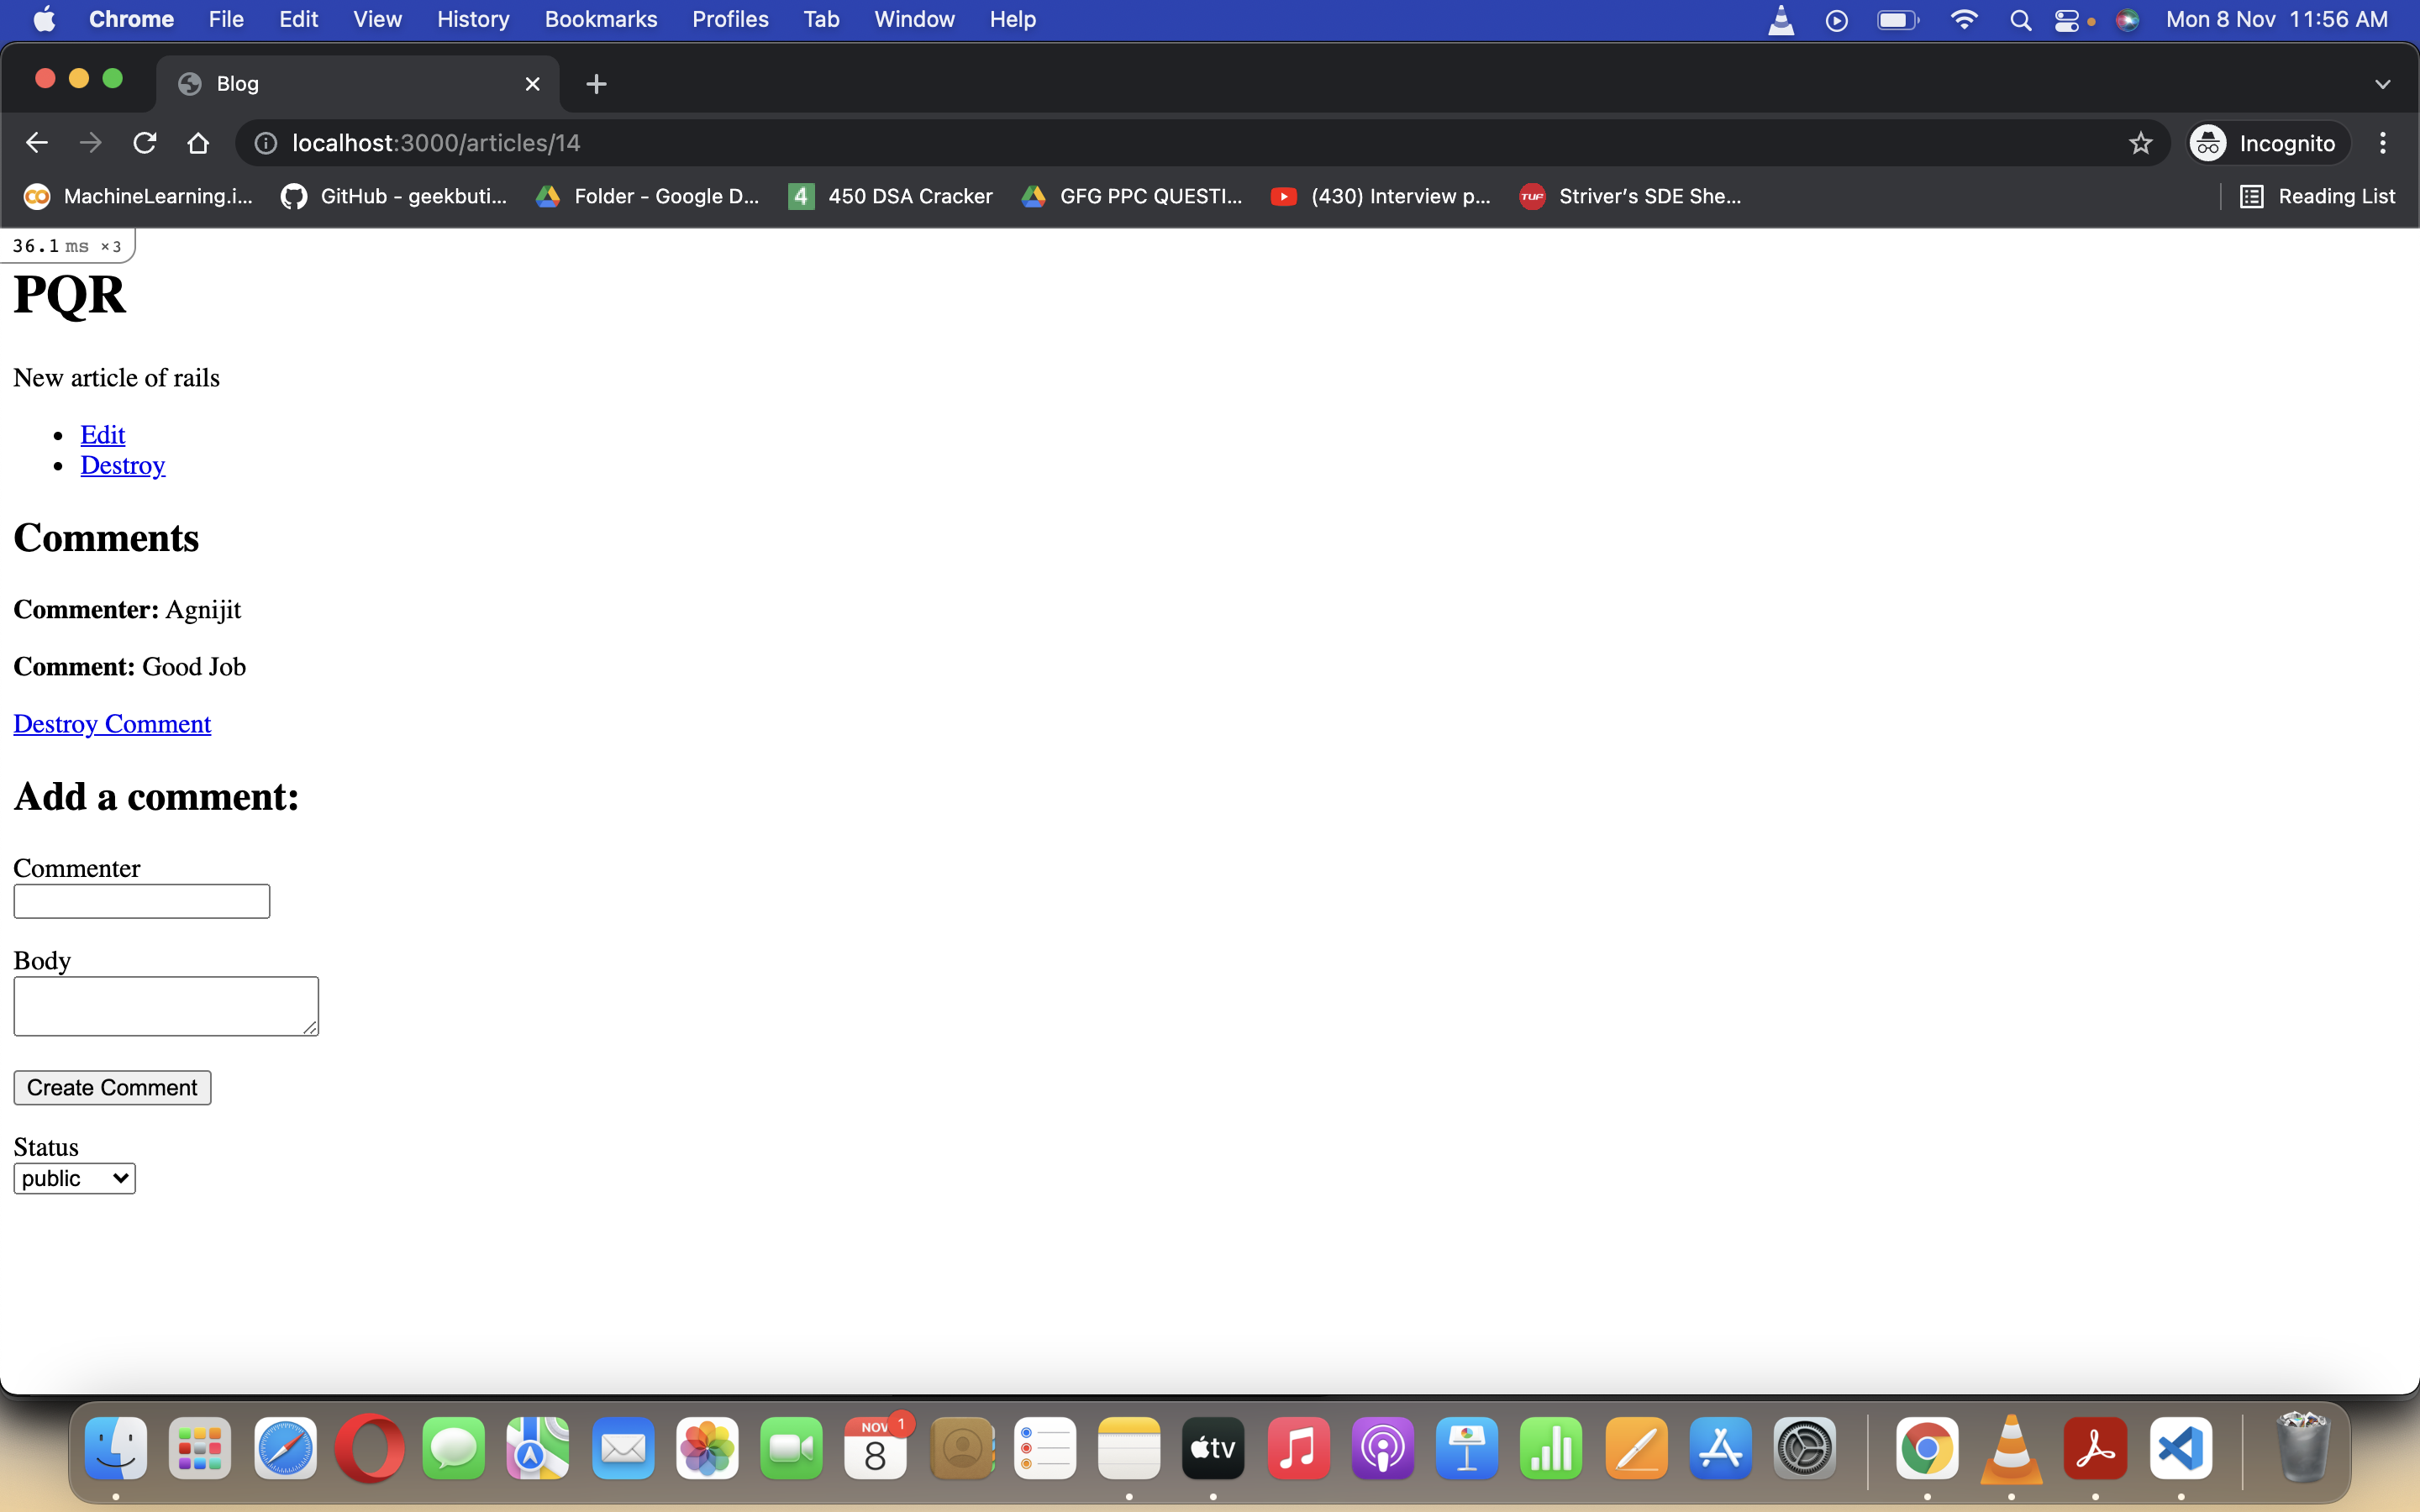 Chrome File Edit View History Bookmarks Profiles Tab Window Help Mon 8 Nov 11:56 AM
Blog
localhost:3000/articles/14 Incognito
MachineLearning.i... GitHub - geekbuti... Folder - Google D... 4 450 DSA Cracker GFG PPC QUESTI... (430) Interview p... TUF Striver's SDE She... Reading List
36.1 ms ×3
PQR
New article of rails
• Edit
• Destroy
Comments
Commenter: Agnijit
Comment: Good Job
Destroy Comment
Add a comment:
Commenter
Body
Create Comment
Status
public
NOV 1
8
tv